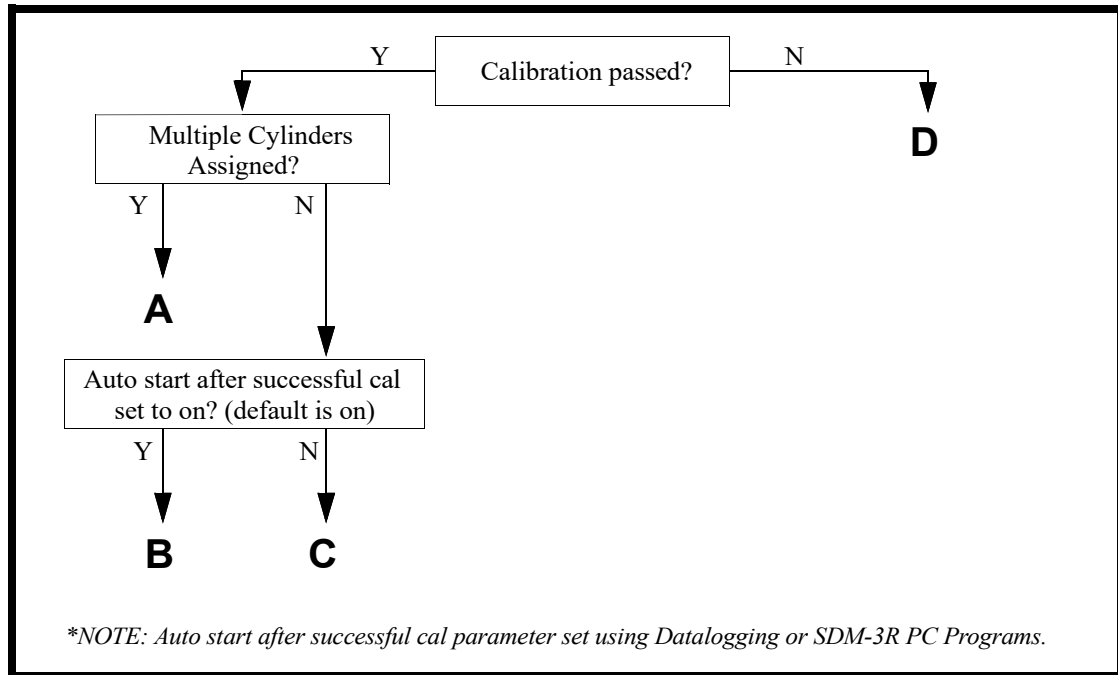 Y
Calibration passed?
N
D
Multiple Cylinders
Assigned?
Y
N
A
Auto start after successful cal
set to on? (default is on)
Y
N
B
C
*NOTE: Auto start after successful cal parameter set using Datalogging or SDM-3R PC Programs.